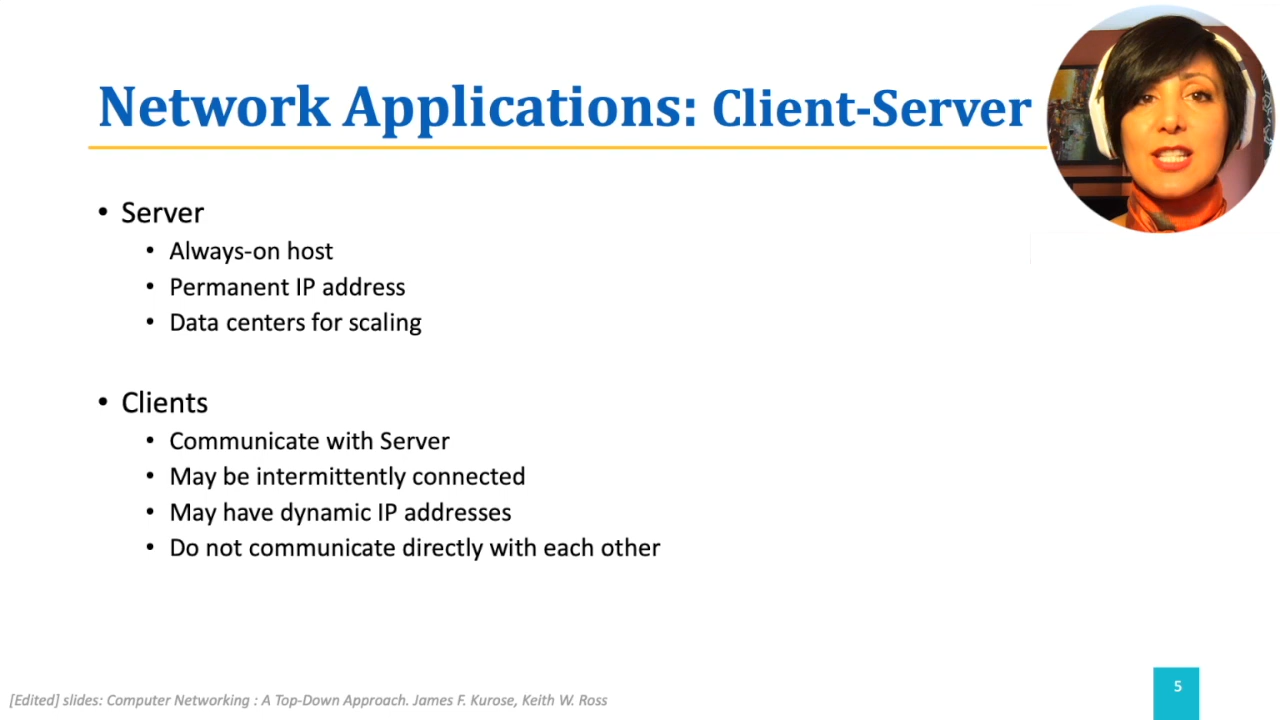 Network Applications: Client-Server
• Server
• Always-on host
• Permanent IP address
• Data centers for scaling
• Clients
• Communicate with Server
• May be intermittently connected
• May have dynamic IP addresses
• Do not communicate directly with each other
[Edited] slides: Computer Networking : A Top-Down Approach. James F. Kurose, Keith W. Ross
5